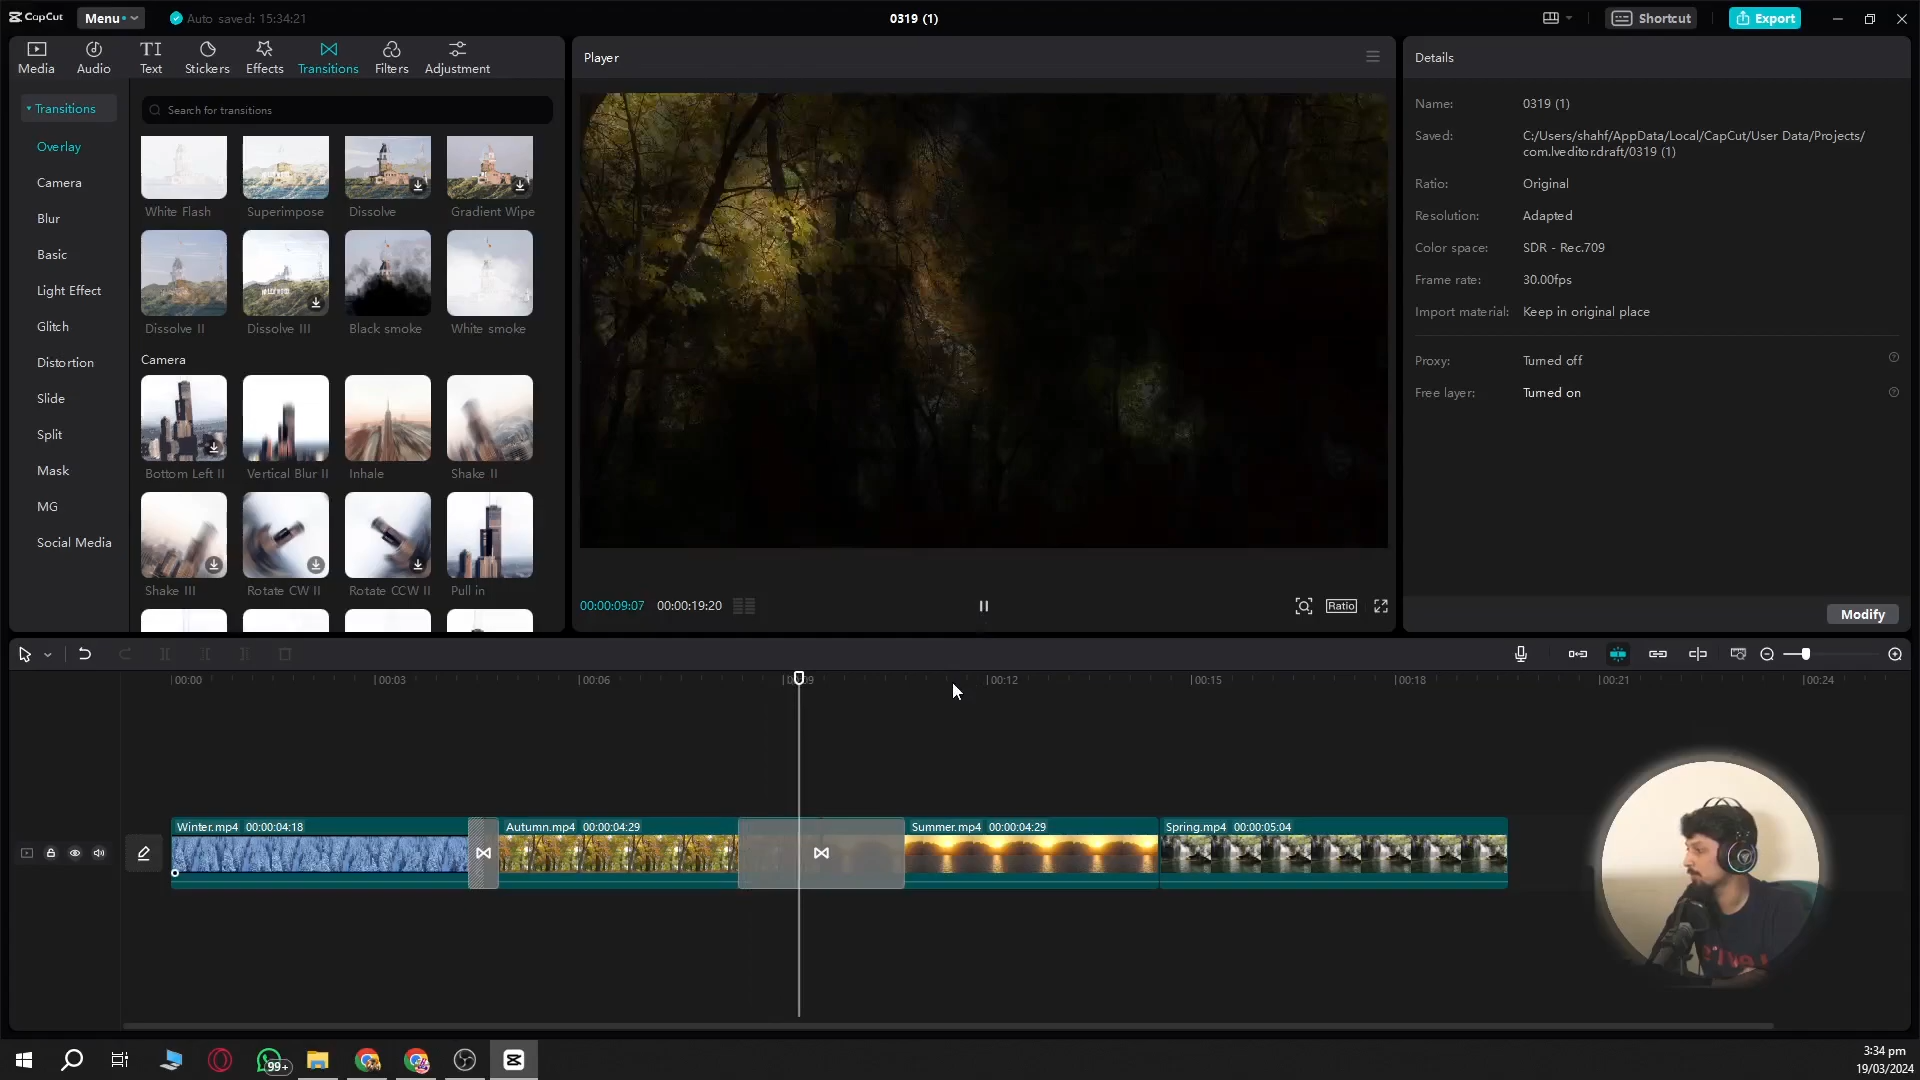 CapCut
Menu
Auto saved: 15:34:21
0319 (1)
Shortcut
Export
Media
Audio
TI
Text
Stickers
Effects
Transitions
Filters
Adjustment
Transitions
Search for transitions
Overlay
Camera
Blur
Basic
Light Effect
Glitch
Distortion
Slide
Split
Mask
MG
Social Media
White Flash
Superimpose
Dissolve
Gradient Wipe
Dissolve II
Dissolve III
Black smoke
White smoke
Camera
Bottom Left II
Vertical Blur II
Inhale
Shake II
Shake III
Rotate CW II
Rotate CCW II
Pull in
Player
00:00:09:07
00:00:19:20
Ratio
Details
Name:
0319 (1)
Saved:
C:/Users/shahf/AppData/Local/CapCut/User Data/Projects/
com.lveditor.draft/0319 (1)
Ratio:
Original
Resolution:
Adapted
Color space:
SDR - Rec.709
Frame rate:
30.00fps
Import material:
Keep in original place
Proxy:
Turned off
Free layer:
Turned on
Modify
00:00
00:03
00:06
00:09
00:12
00:15
00:18
00:21
00:24
Winter.mp4 00:00:04:18
Autumn.mp4 00:00:04:29
Summer.mp4 00:00:04:29
Spring.mp4 00:00:05:04
99+
3:34 pm
19/03/2024